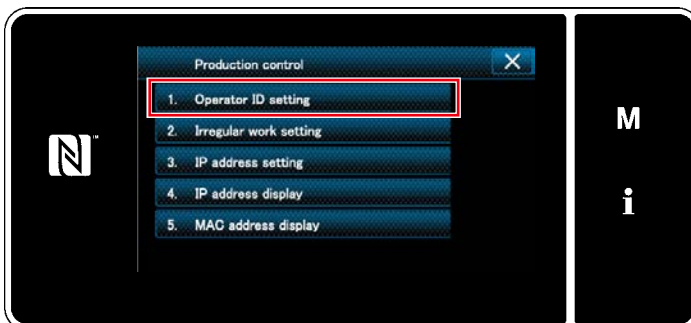 Production control
1. Operator ID setting
2. Irregular work setting
3. IP address setting
4. IP address display
5. MAC address display
N™
M
i